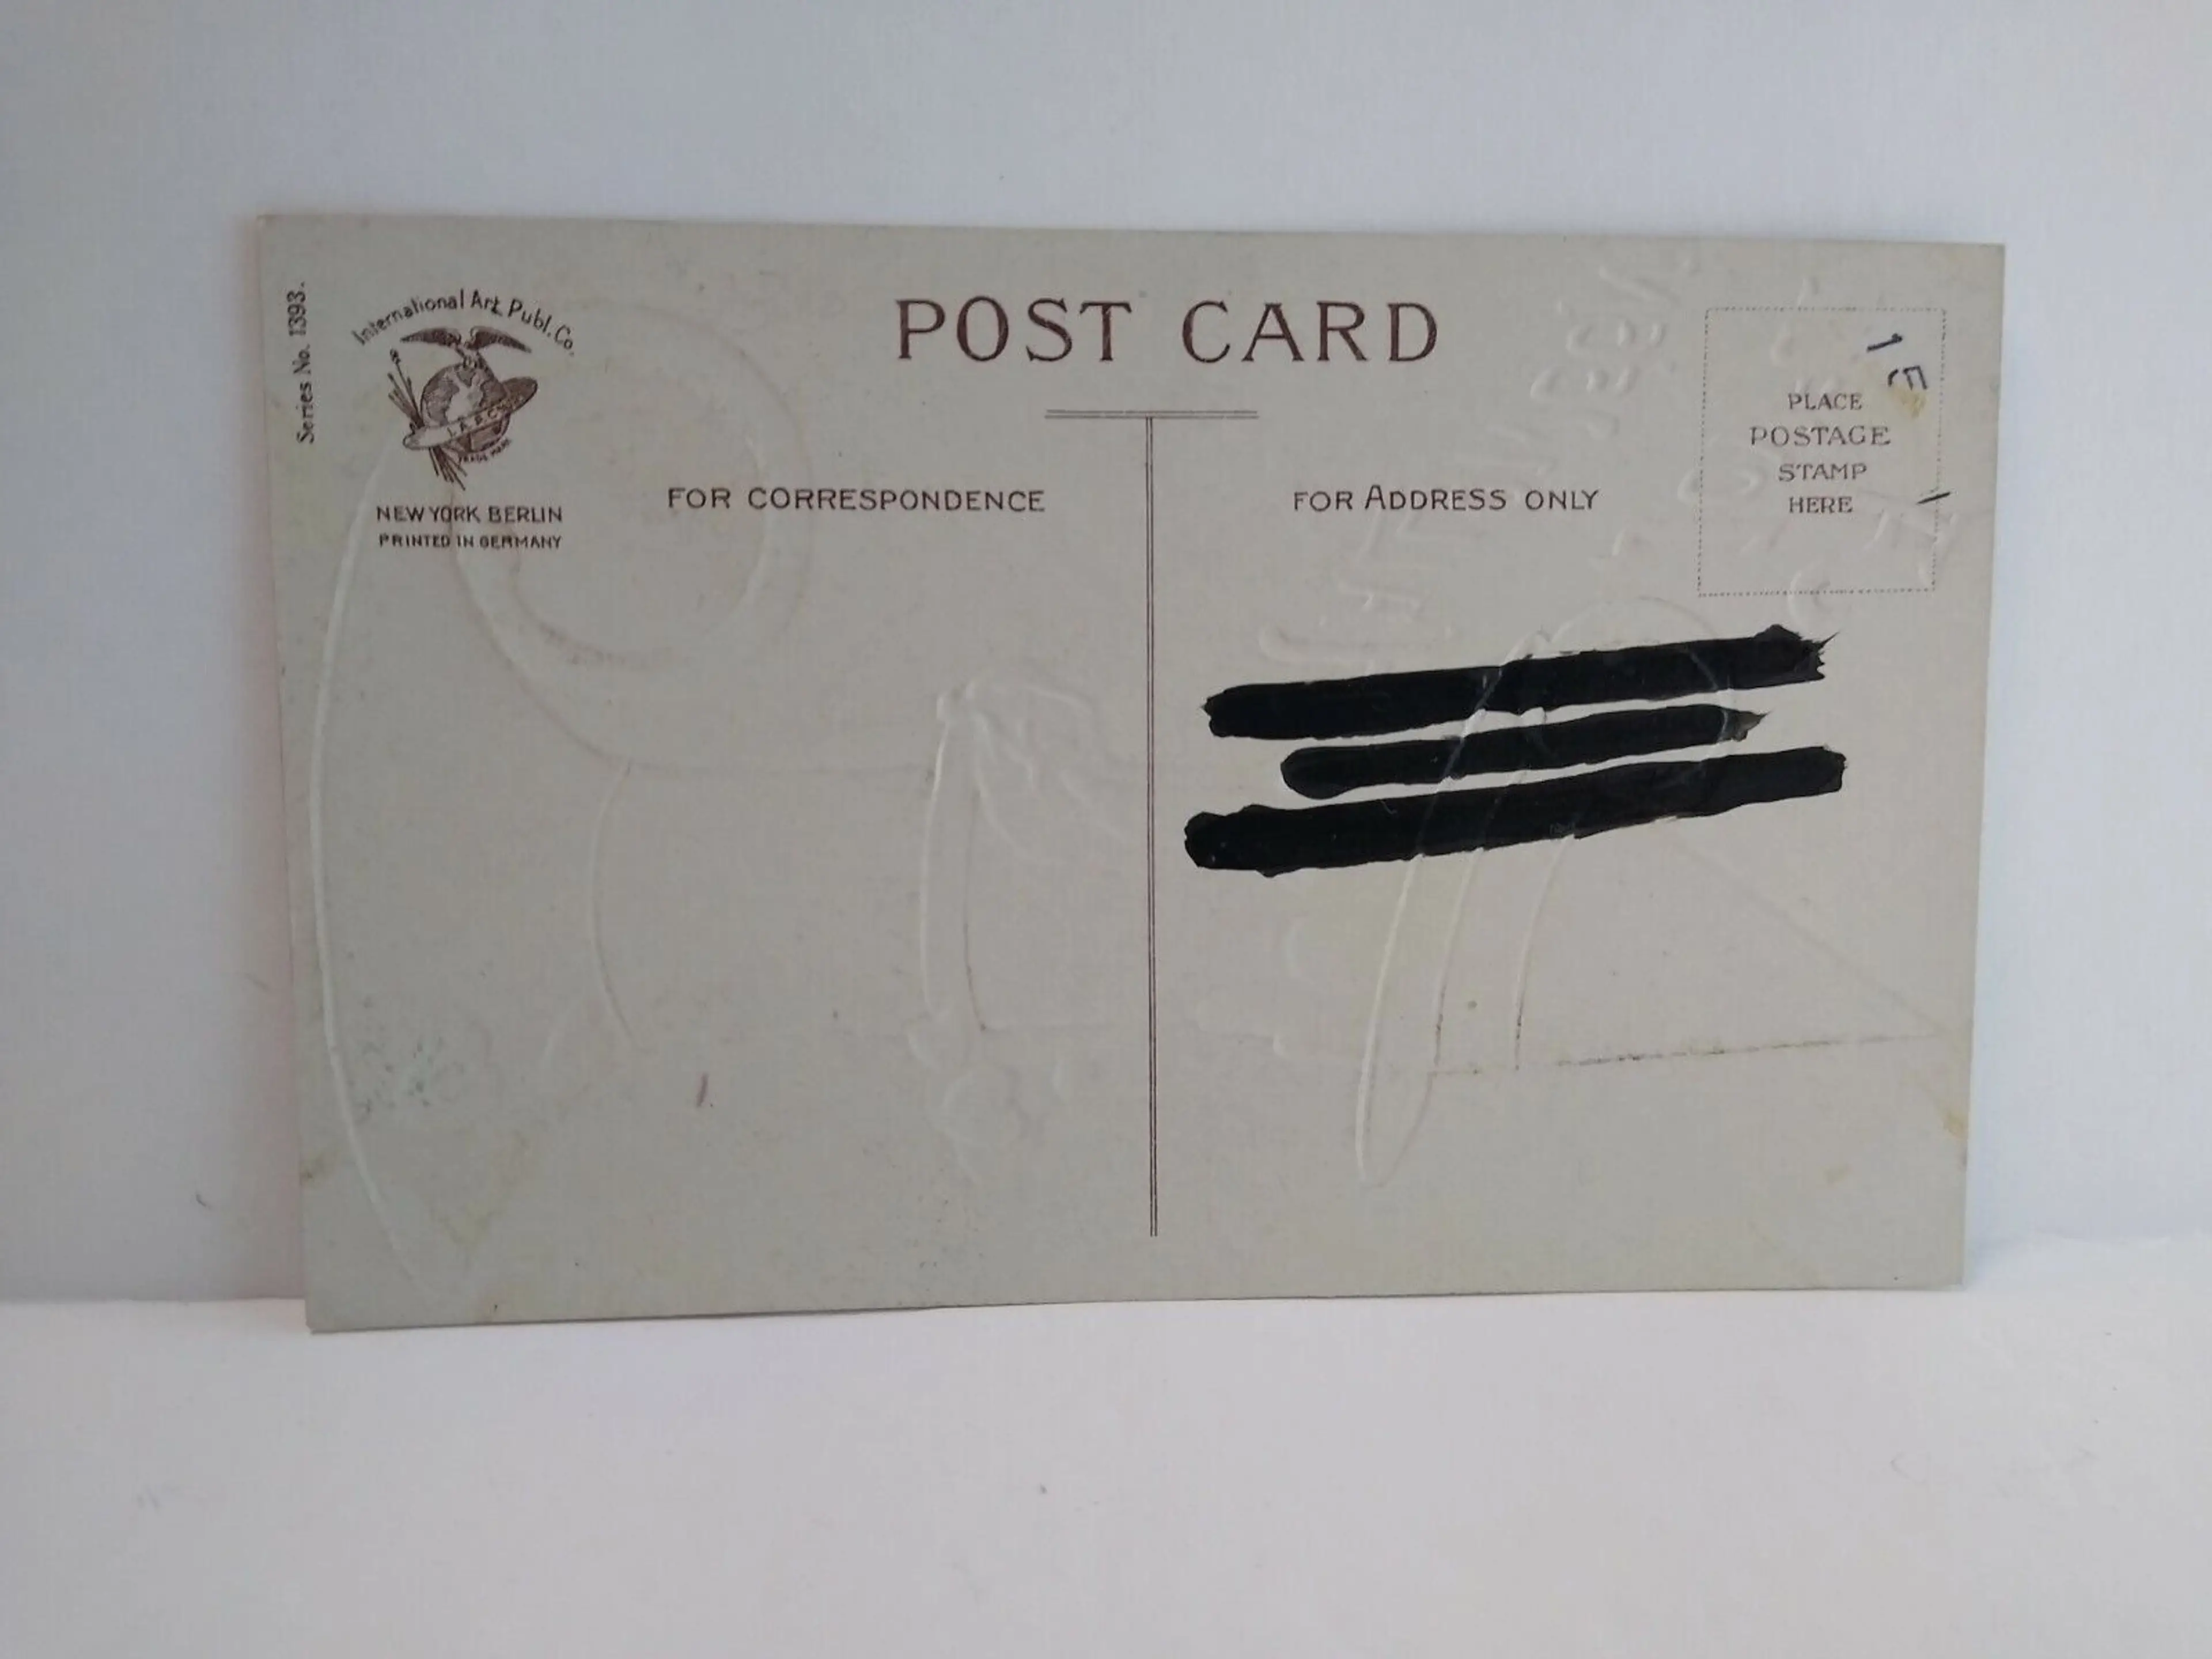 Series No. 1393.
International Art Publ. Co.
I.A.P.Co.
TRADE MARK
NEW YORK BERLIN
PRINTED IN GERMANY
POST CARD
FOR CORRESPONDENCE
FOR ADDRESS ONLY
PLACE
POSTAGE
STAMP
HERE